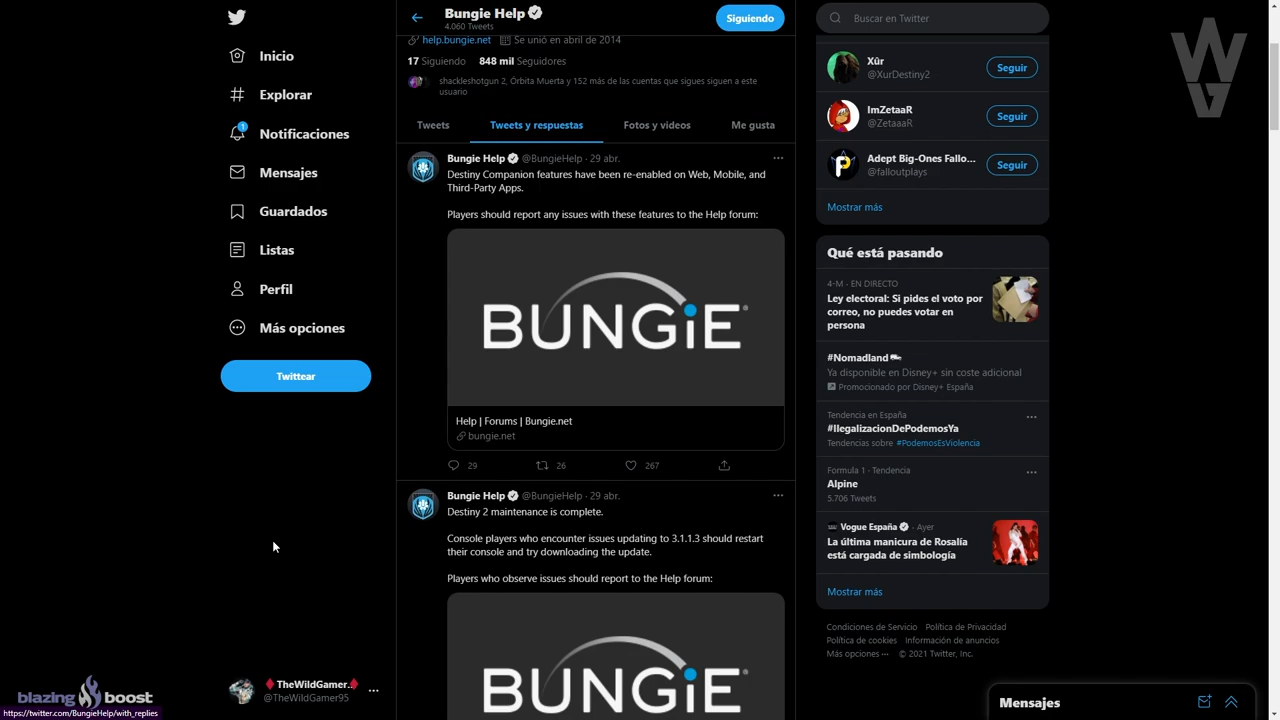 Inicio
Explorar
1
Notificaciones
Mensajes
Guardados
Listas
Perfil
Más opciones
Twittear
TheWildGamer..
@TheWildGamer95
blazing boost
https://twitter.com/BungieHelp/with_replies
Bungie Help
4.060 Tweets
Siguiendo
help.bungie.net Se unió en abril de 2014
17 Siguiendo 848 mil Seguidores
shackleshotgun 2, Órbita Muerta y 152 más de las cuentas que sigues siguen a este
usuario
Tweets Tweets y respuestas Fotos y videos Me gusta
Bungie Help @BungieHelp · 29 abr.
Destiny Companion features have been re-enabled on Web, Mobile, and
Third-Party Apps.
Players should report any issues with these features to the Help forum:
BUNGiE
Help | Forums | Bungie.net
bungie.net
29 26 267
Bungie Help @BungieHelp · 29 abr.
Destiny 2 maintenance is complete.
Console players who encounter issues updating to 3.1.1.3 should restart
their console and try downloading the update.
Players who observe issues should report to the Help forum:
BUNGiE
Buscar en Twitter
Xûr
@XurDestiny2
Seguir
ImZetaaR
@ZetaaaR
Seguir
Adept Big-Ones Fallo...
@falloutplays
Seguir
Mostrar más
Qué está pasando
4-M · EN DIRECTO
Ley electoral: Si pides el voto por
correo, no puedes votar en
persona
#Nomadland
Ya disponible en Disney+ sin coste adicional
Promocionado por Disney+ España
Tendencia en España
#IlegalizacionDePodemosYa
Tendencias sobre #PodemosEsViolencia
Formula 1 · Tendencia
Alpine
5.706 Tweets
Vogue España · Ayer
La última manicura de Rosalía
está cargada de simbología
Mostrar más
Condiciones de Servicio Política de Privacidad
Política de cookies Información de anuncios
Más opciones ··· © 2021 Twitter, Inc.
Mensajes